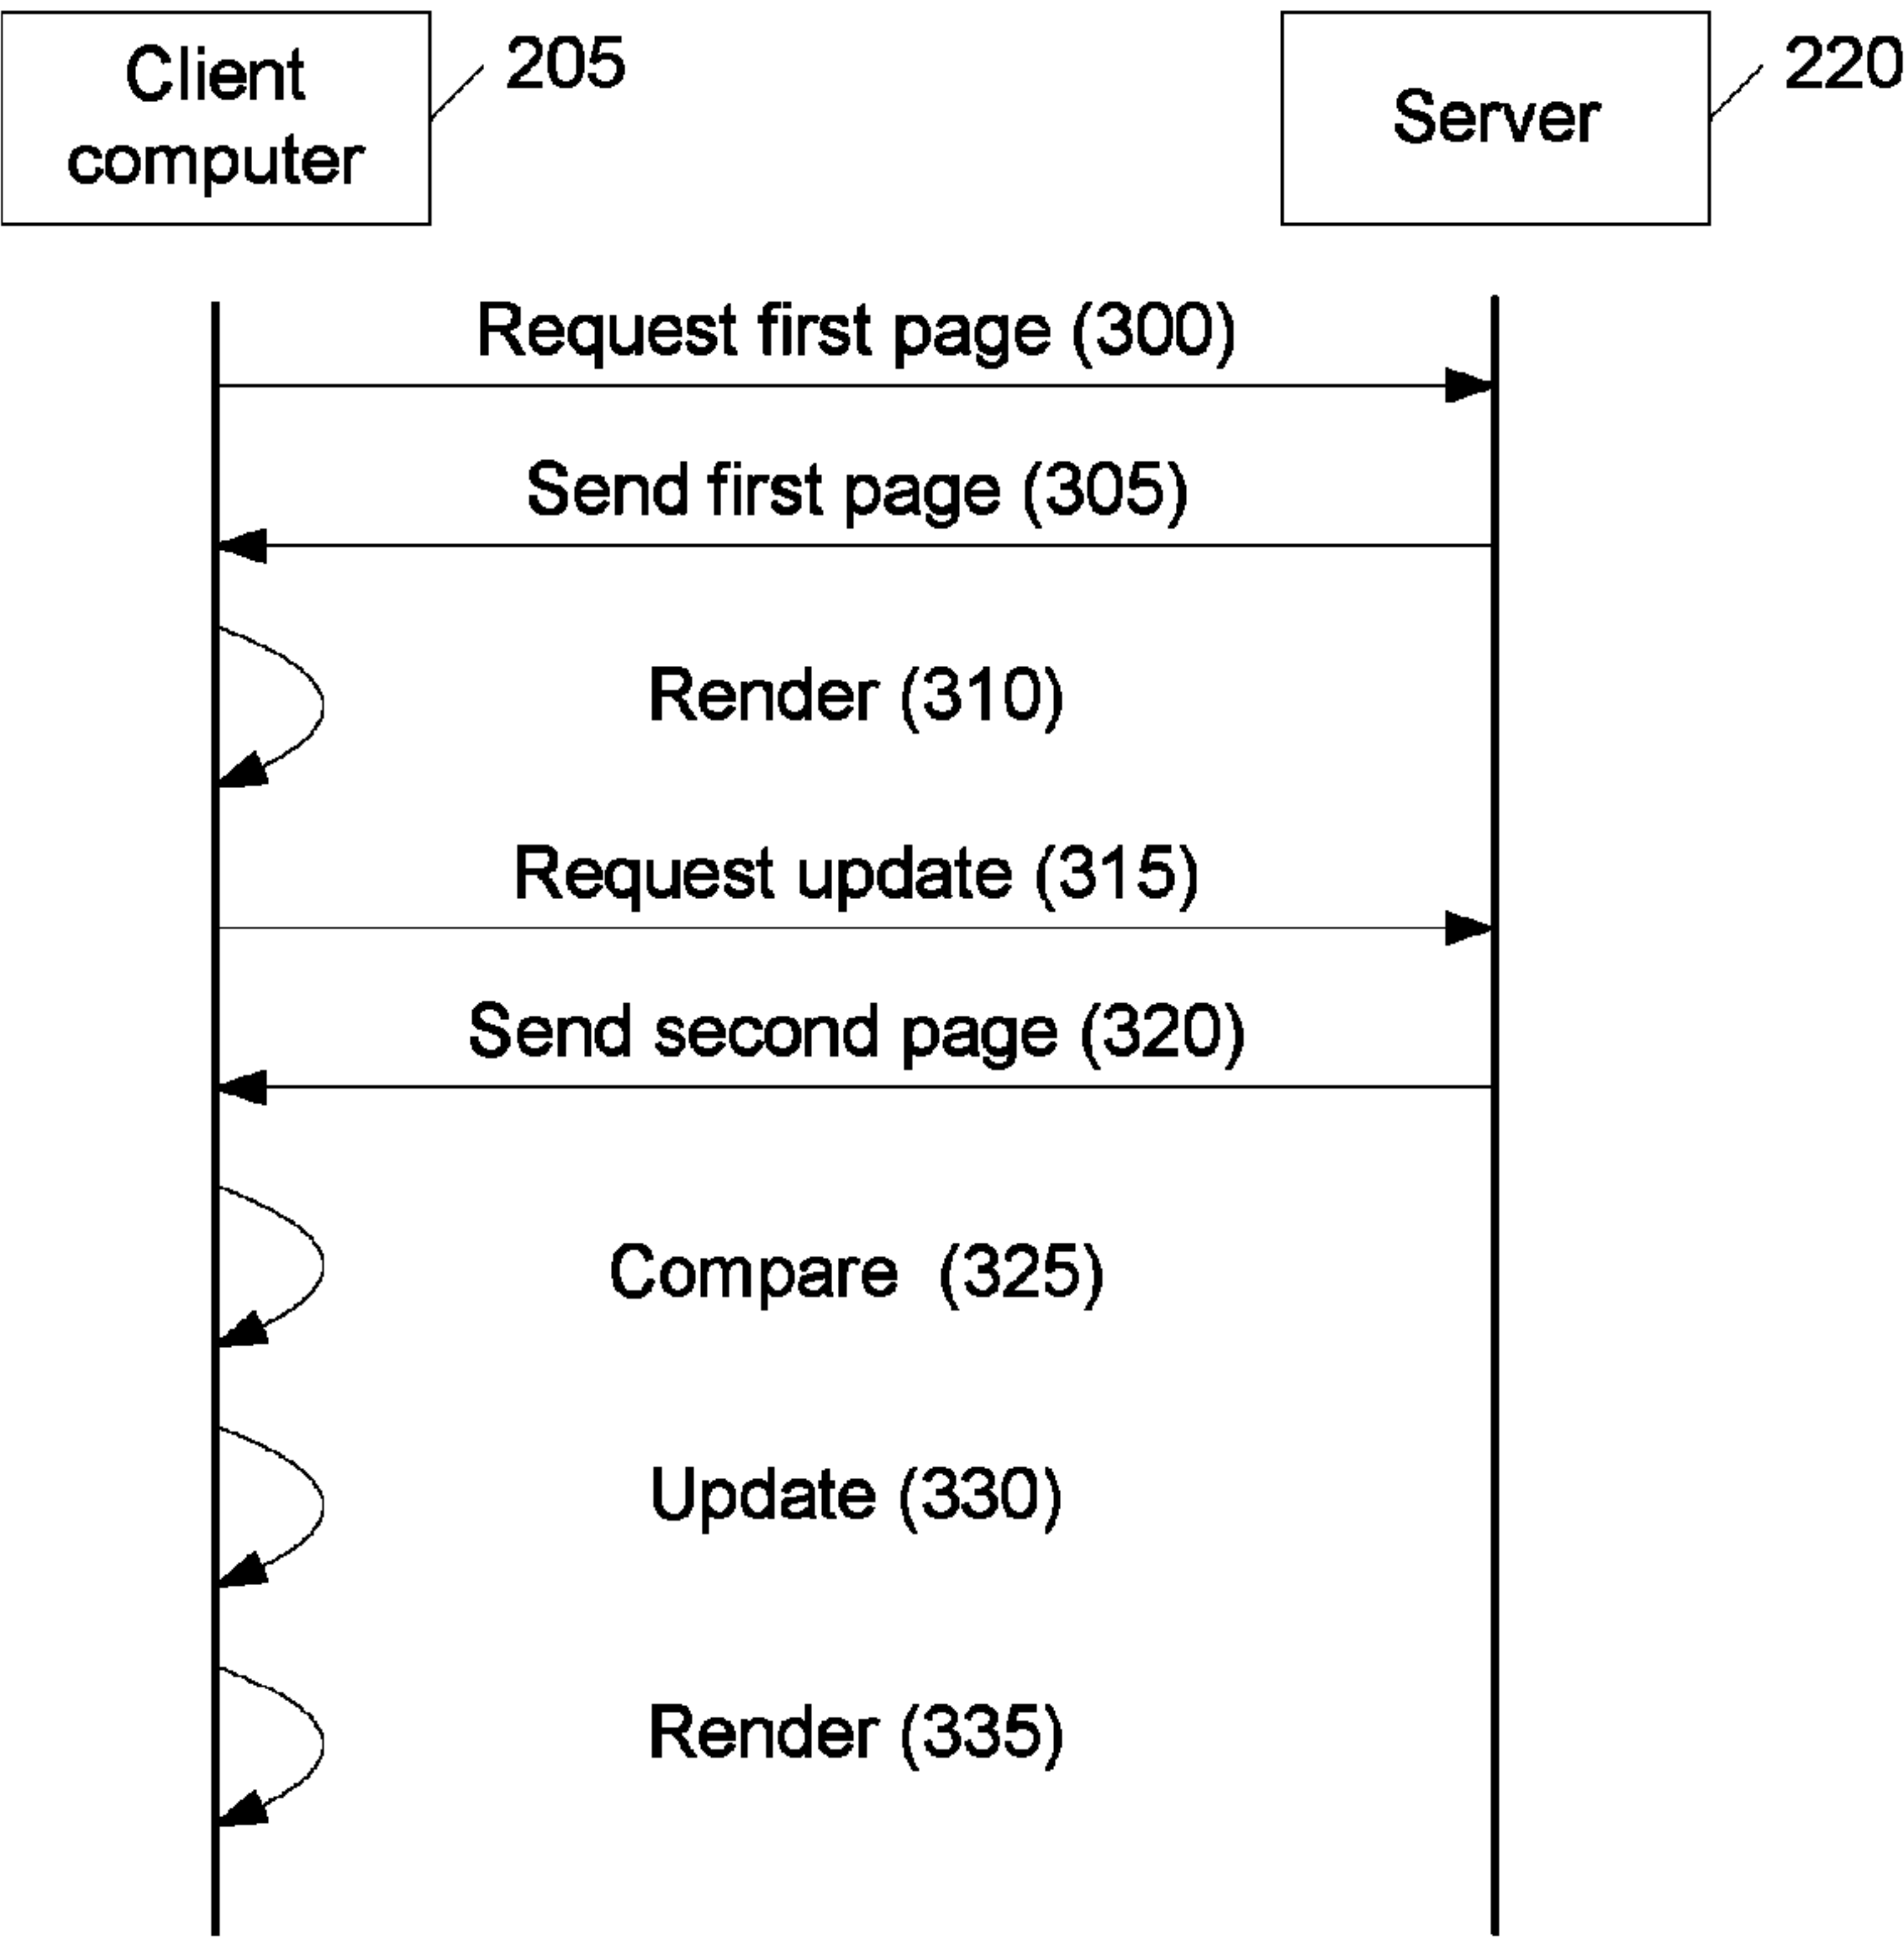 Client
computer
205
Server
220
Request first page (300)
Send first page (305)
Render (310)
Request update (315)
Send second page (320)
Compare (325)
Update (330)
Render (335)